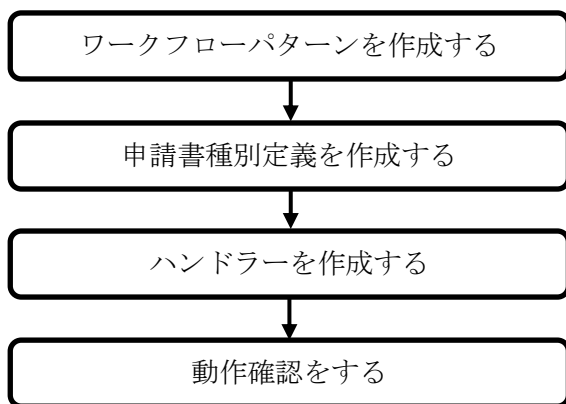 ワークフローパターンを作成する
申請書種別定義を作成する
ハンドラーを作成する
動作確認をする